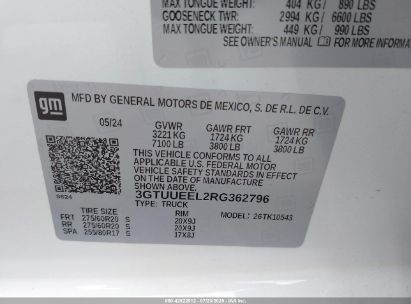 MAX TONGUE WEIGHT: 404 KG/ 890 LBS
GOOSENECK TWR: 2994 KG/ 6600 LBS
MAX TONGUE WEIGHT: 449 KG/ 990 LBS
SEE OWNER'S MANUAL FOR MORE INFORM
gm
MFD BY GENERAL MOTORS DE MEXICO, S. DE R.L. DE C.V.
05/24 GVWR GAWR FRT GAWR RR
3221 KG 1724 KG 1724 KG
7100 LB 3800 LB 3800 LB
THIS VEHICLE CONFORMS TO ALL APPLICABLE
U.S. FEDERAL MOTOR VEHICLE SAFETY
STANDARDS IN EFFECT ON THE
DATE OF MANUFACTURE SHOWN ABOVE.
3GTUUEEL2RG362796
TYPE: TRUCK
0624 MODEL: 26TK10543
RIM
FRT 275/60R20 S 20X9J
RR 275/60R20 S 20X9J
SPA 255/80R17 S 17X8J